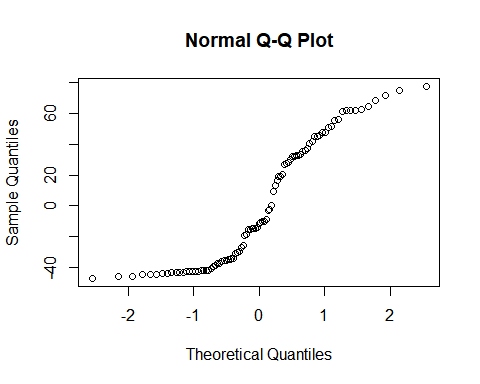 Normal Q-Q Plot
Sample Quantiles
60
20
0
-40
-2 -1 0 1 2
Theoretical Quantiles